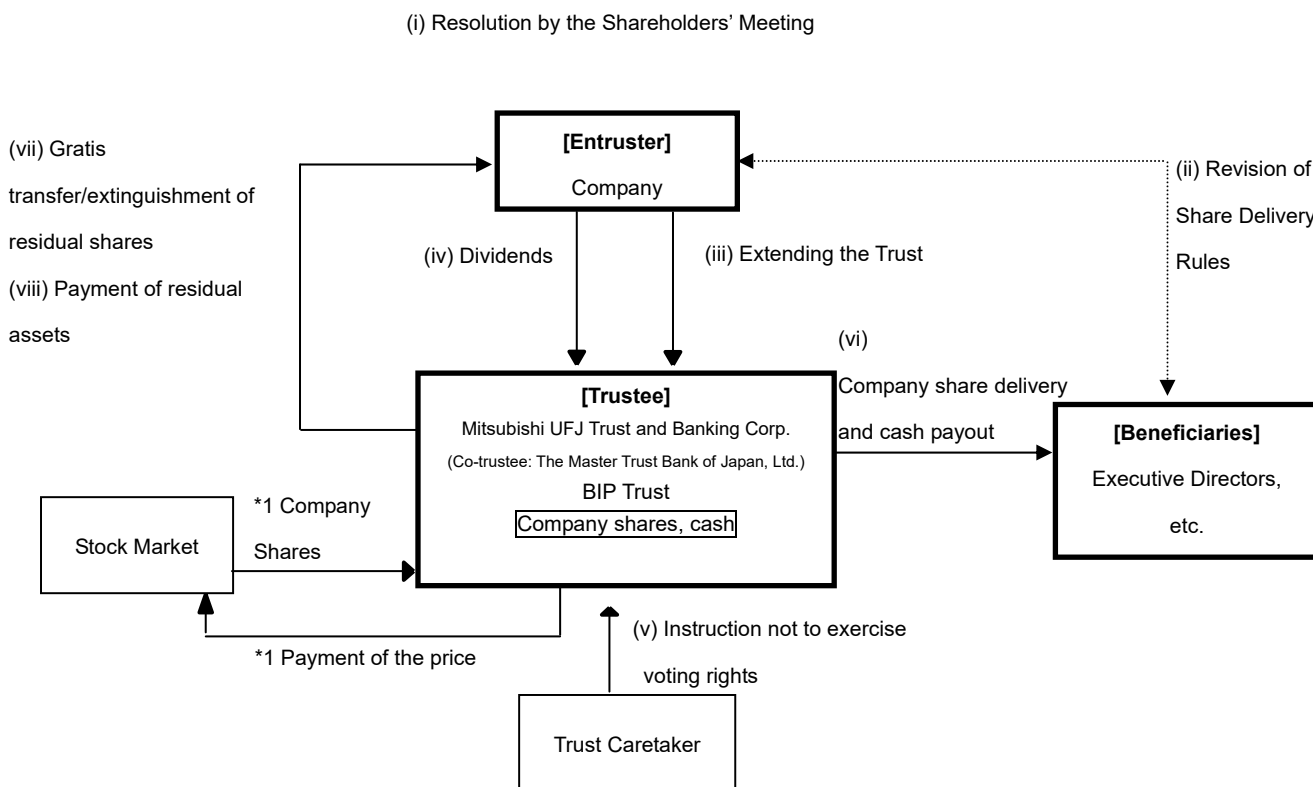 (i) Resolution by the Shareholders’ Meeting
(vii) Gratis
transfer/extinguishment of
residual shares
(viii) Payment of residual
assets
[Entruster]
Company
(ii) Revision of
Share Delivery
Rules
(iv) Dividends
(iii) Extending the Trust
(vi)
Company share delivery
and cash payout
[Trustee]
Mitsubishi UFJ Trust and Banking Corp.
(Co-trustee: The Master Trust Bank of Japan, Ltd.)
BIP Trust
Company shares, cash
[Beneficiaries]
Executive Directors,
etc.
Stock Market
*1 Company
Shares
*1 Payment of the price
(v) Instruction not to exercise
voting rights
Trust Caretaker